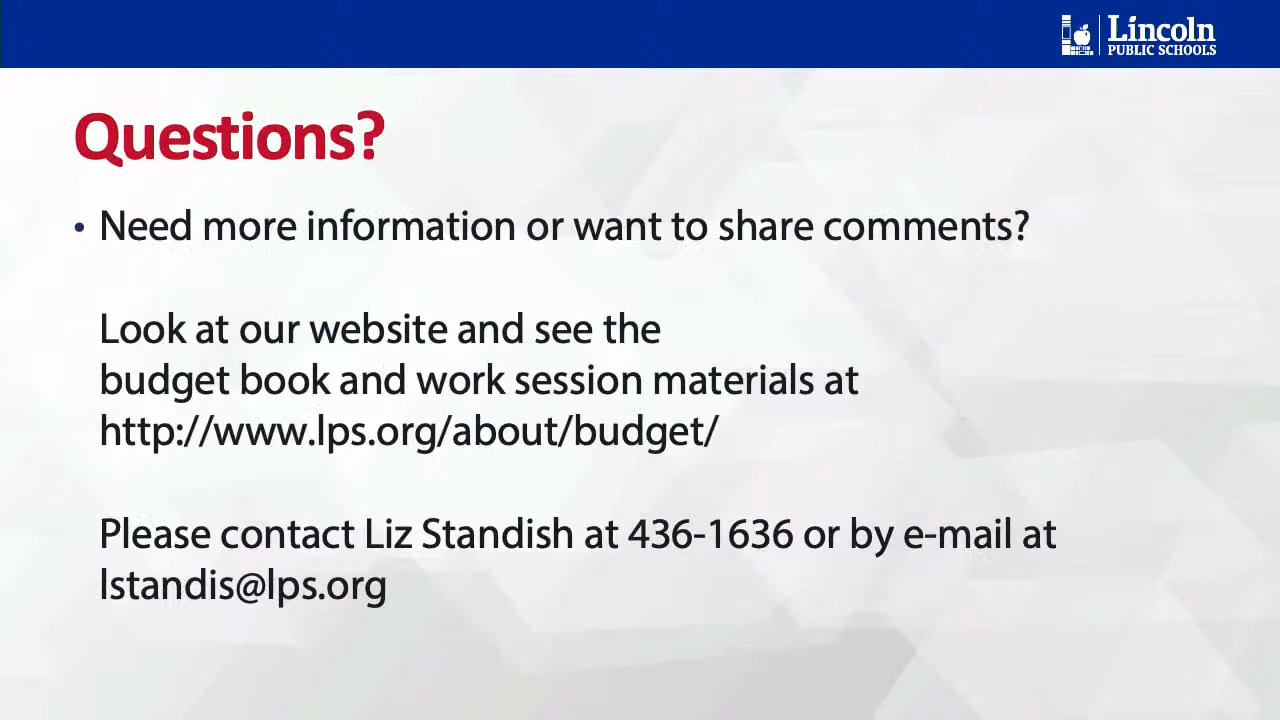 Lincoln
PUBLIC SCHOOLS
Questions?
• Need more information or want to share comments?
Look at our website and see the
budget book and work session materials at
http://www.lps.org/about/budget/
Please contact Liz Standish at 436-1636 or by e-mail at
lstandis@lps.org